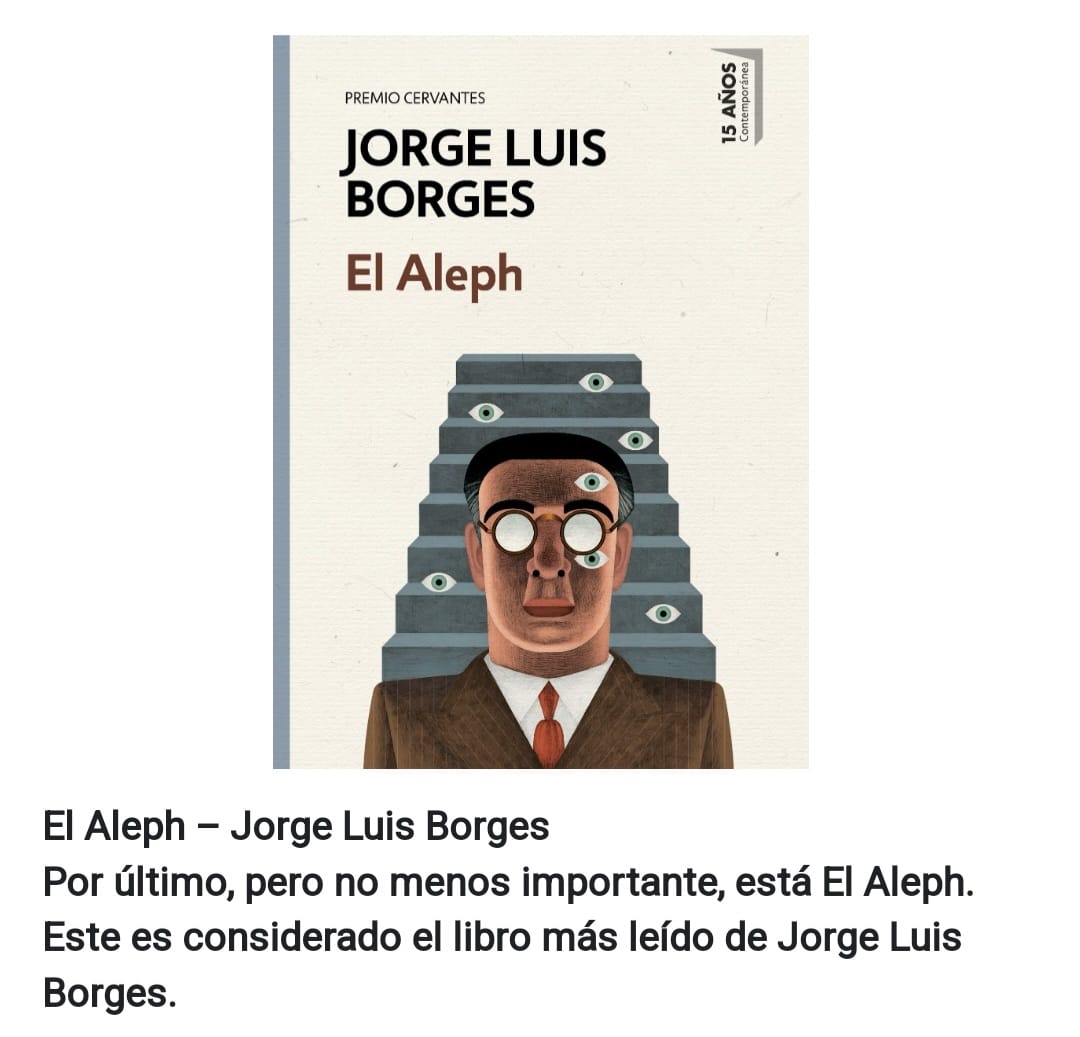 PREMIO CERVANTES
JORGE LUIS
BORGES
El Aleph
15 AÑOS
Contemporánea
El Aleph – Jorge Luis Borges
Por último, pero no menos importante, está El Aleph.
Este es considerado el libro más leído de Jorge Luis
Borges.